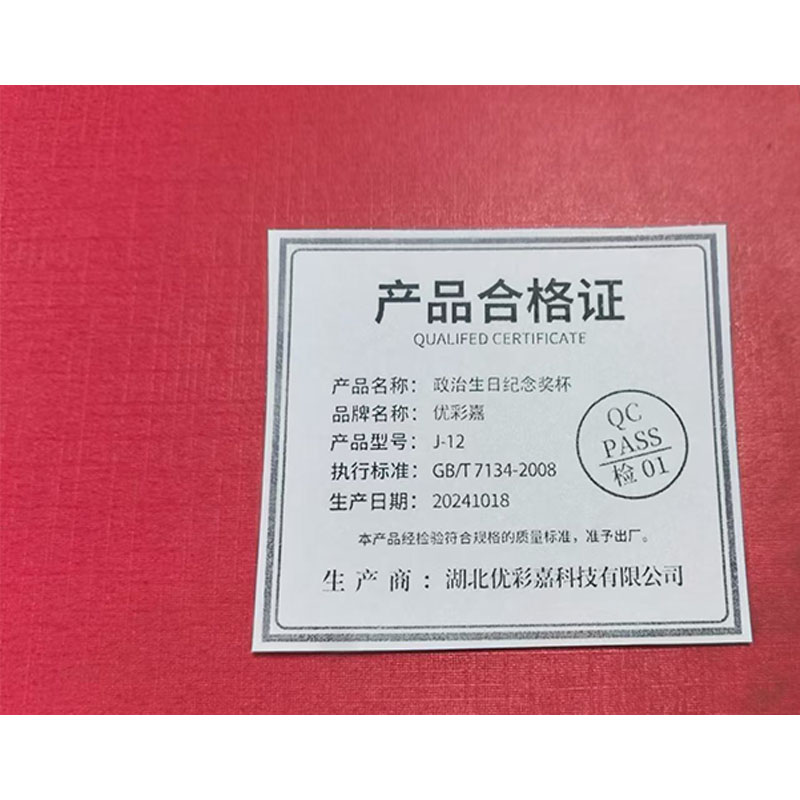 产品合格证
QUALIFED CERTIFICATE
产品名称：政治生日纪念奖杯
品牌名称：优彩嘉
产品型号：J-12
执行标准：GB/T 7134-2008
生产日期：20241018
QC
PASS
检 01
本产品经检验符合规格的质量标准，准予出厂。
生产商：湖北优彩嘉科技有限公司